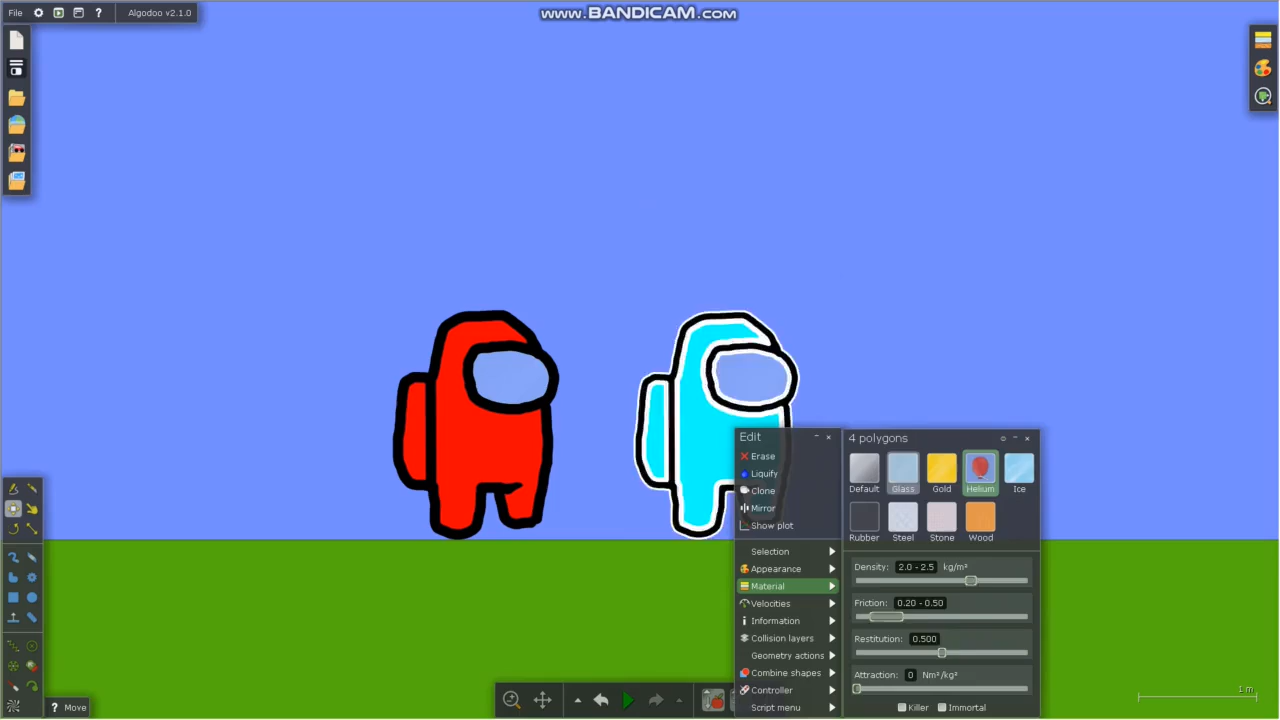 File ? Algodoo v2.1.0
www.BANDICAM.com
Edit
Erase
Liquify
Clone
Mirror
Show plot
Selection
Appearance
Material
Velocities
Information
Collision layers
Geometry actions
Combine shapes
Controller
Script menu
4 polygons
Default Glass Gold Helium Ice
Rubber Steel Stone Wood
Density: 2.0 - 2.5 kg/m²
Friction: 0.20 - 0.50
Restitution: 0.500
Attraction: 0 Nm²/kg²
Killer Immortal
? Move
1 m